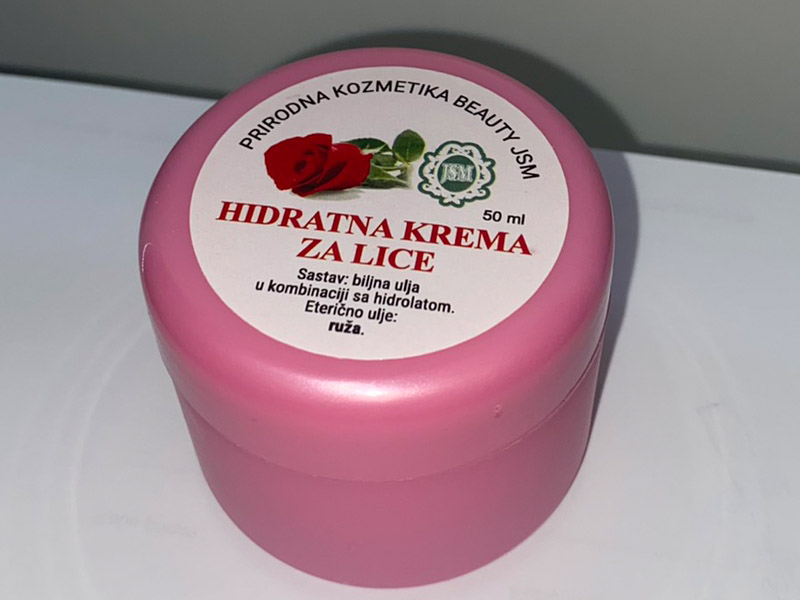 PRIRODNA KOZMETIKA BEAUTY JSM
JSM
50 ml
HIDRATNA KREMA
ZA LICE
Sastav: biljna ulja
u kombinaciji sa hidrolatom.
Eterično ulje:
ruža.